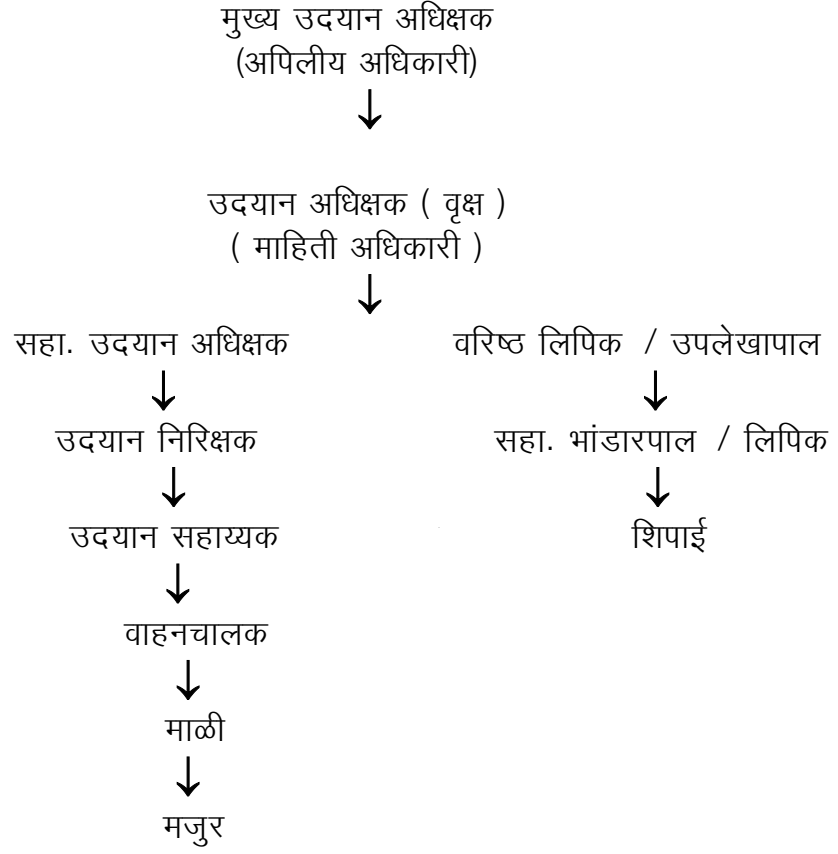 मुख्य उदयान अधिक्षक
(अपिलीय अधिकारी)
उदयान अधिक्षक ( वृक्ष )
( माहिती अधिकारी )
सहा. उदयान अधिक्षक
वरिष्ठ लिपिक / उपलेखापाल
उदयान निरिक्षक
सहा. भांडारपाल / लिपिक
उदयान सहाय्यक
शिपाई
वाहनचालक
माळी
मजुर